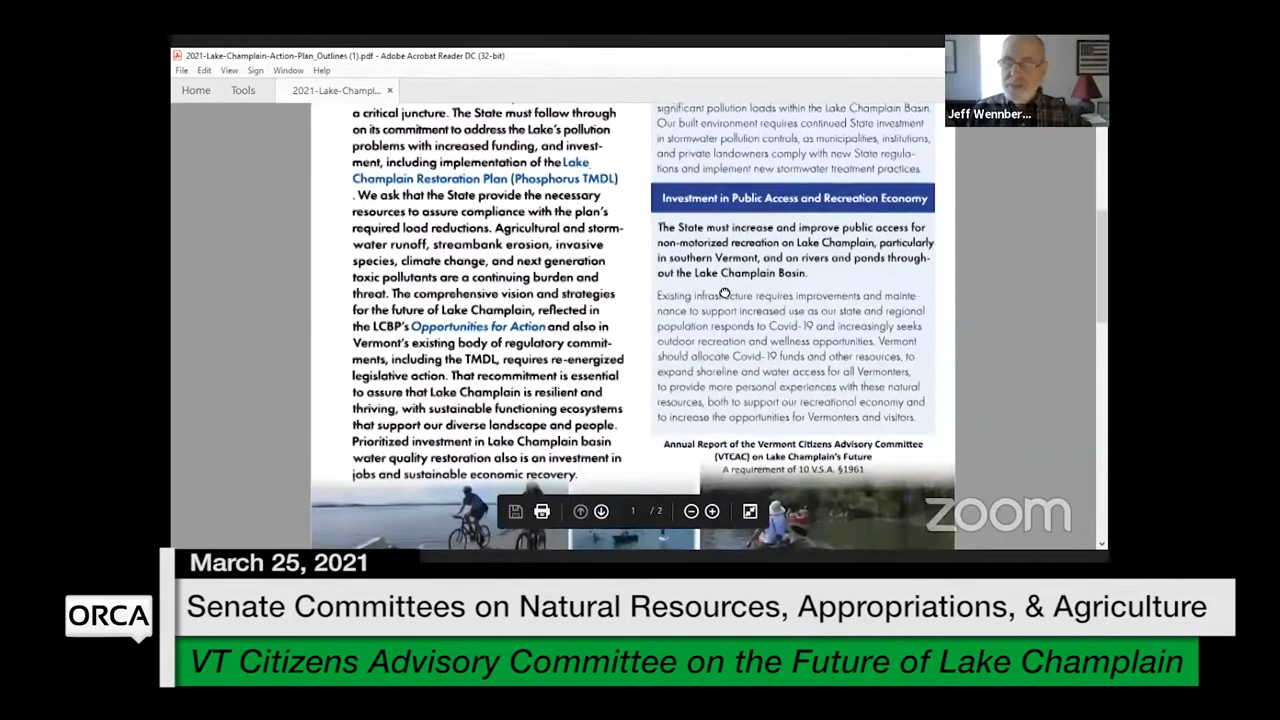 2021-Lake-Champlain-Action-Plan_Outlines (1).pdf - Adobe Acrobat Reader DC (32-bit)
File Edit View Sign Window Help
Home Tools 2021-Lake-Champl... ×
a critical juncture. The State must follow through
on its commitment to address the Lake's pollution
problems with increased funding, and invest-
ment, including implementation of the Lake
Champlain Restoration Plan (Phosphorus TMDL)
. We ask that the State provide the necessary
resources to assure compliance with the plan's
required load reductions. Agricultural and storm-
water runoff, streambank erosion, invasive
species, climate change, and next generation
toxic pollutants are a continuing burden and
threat. The comprehensive vision and strategies
for the future of Lake Champlain, reflected in
the LCBP's Opportunities for Action and also in
Vermont's existing body of regulatory commit-
ments, including the TMDL, requires re-energized
legislative action. That recommitment is essential
to assure that Lake Champlain is resilient and
thriving, with sustainable functioning ecosystems
that support our diverse landscape and people.
Prioritized investment in Lake Champlain basin
water quality restoration also is an investment in
jobs and sustainable economic recovery.
significant pollution loads within the Lake Champlain Basin.
Our built environment requires continued State investment
in stormwater pollution controls, as municipalities, institutions,
and private landowners comply with new State regula-
tions and implement new stormwater treatment practices.
Investment in Public Access and Recreation Economy
The State must increase and improve public access for
non-motorized recreation on Lake Champlain, particularly
in southern Vermont, and on rivers and ponds through-
out the Lake Champlain Basin.
Existing infrastructure requires improvements and mainte
nance to support increased use as our state and regional
population responds to Covid-19 and increasingly seeks
outdoor recreation and wellness opportunities. Vermont
should allocate Covid-19 funds and other resources, to
expand shoreline and water access for all Vermonters,
to provide more personal experiences with these natural
resources, both to support our recreational economy and
to increase the opportunities for Vermonters and visitors.
Annual Report of the Vermont Citizens Advisory Committee
(VTCAC) on Lake Champlain's Future
A requirement of 10 V.S.A. §1961
1 / 2
Jeff Wennber...
zoom
March 25, 2021
ORCA
Senate Committees on Natural Resources, Appropriations, & Agriculture
VT Citizens Advisory Committee on the Future of Lake Champlain